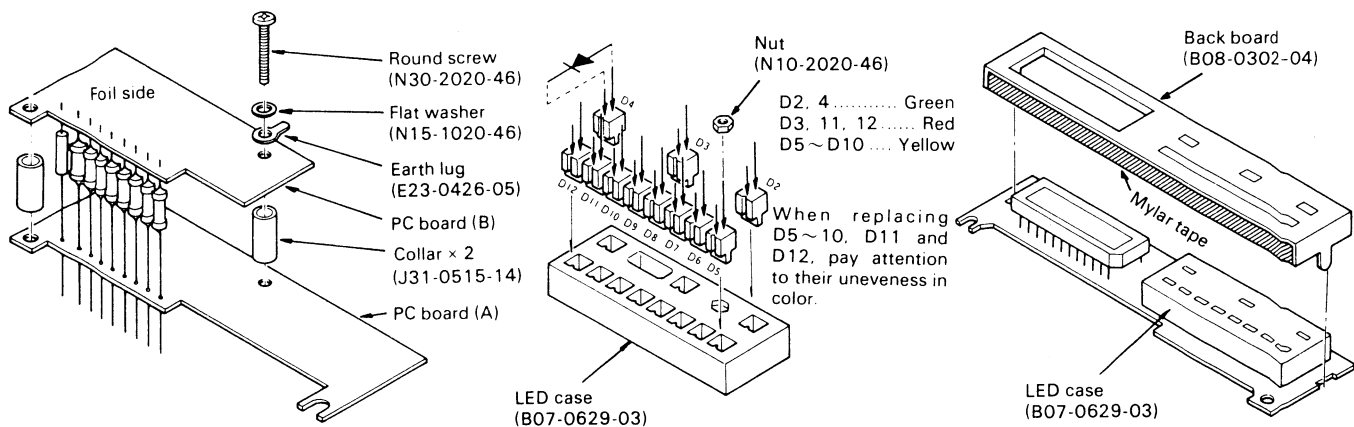 Foil side
Round screw
(N30-2020-46)
Flat washer
(N15-1020-46)
Earth lug
(E23-0426-05)
PC board (B)
Collar × 2
(J31-0515-14)
PC board (A)
Nut
(N10-2020-46)
D2, 4 ........... Green
D3, 11, 12 ...... Red
D5~D10 .... Yellow
D4
D3
D2
D12
D11
D10
D9
D8
D7
D6
D5
When replacing
D5~10, D11 and
D12, pay attention
to their uneveness in
color.
LED case
(B07-0629-03)
Back board
(B08-0302-04)
Mylar tape
LED case
(B07-0629-03)